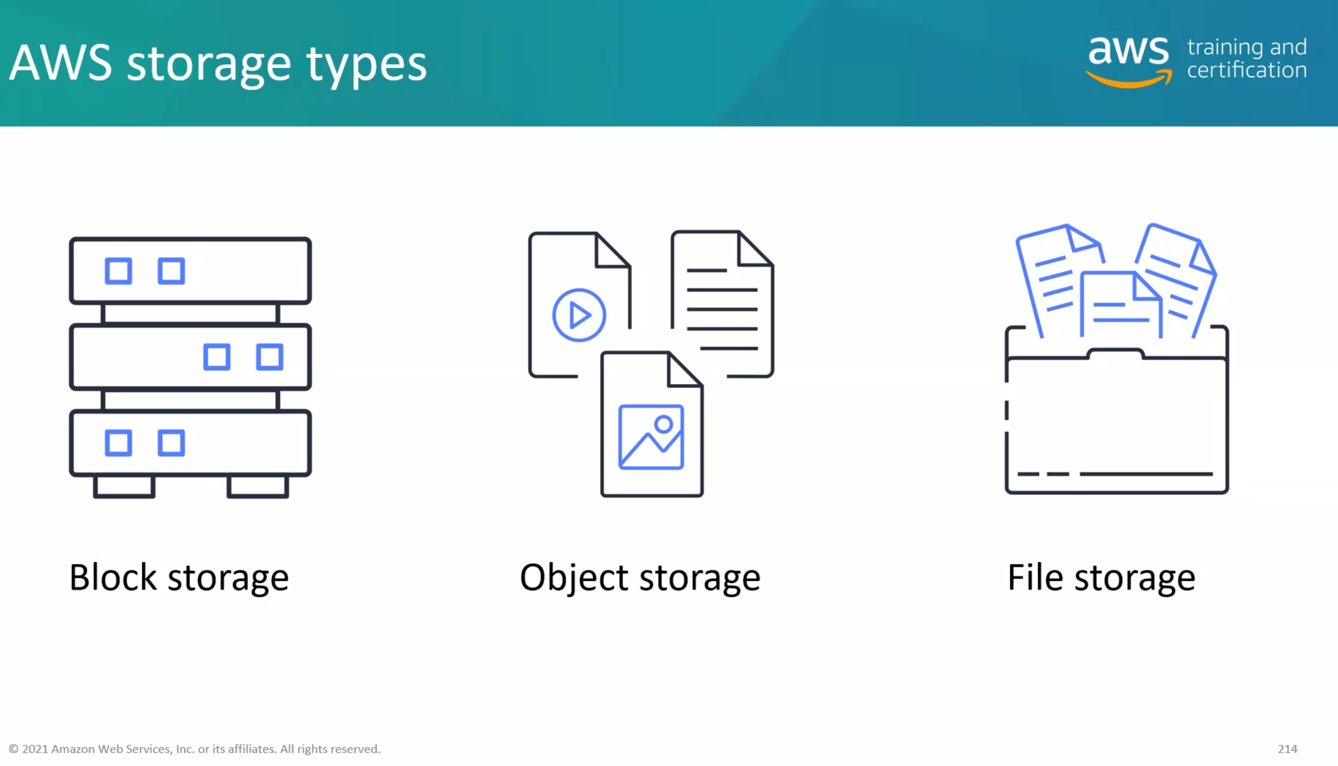 AWS storage types
aws
training and
certification
Block storage
Object storage
File storage
© 2021 Amazon Web Services, Inc. or its affiliates. All rights reserved.
214